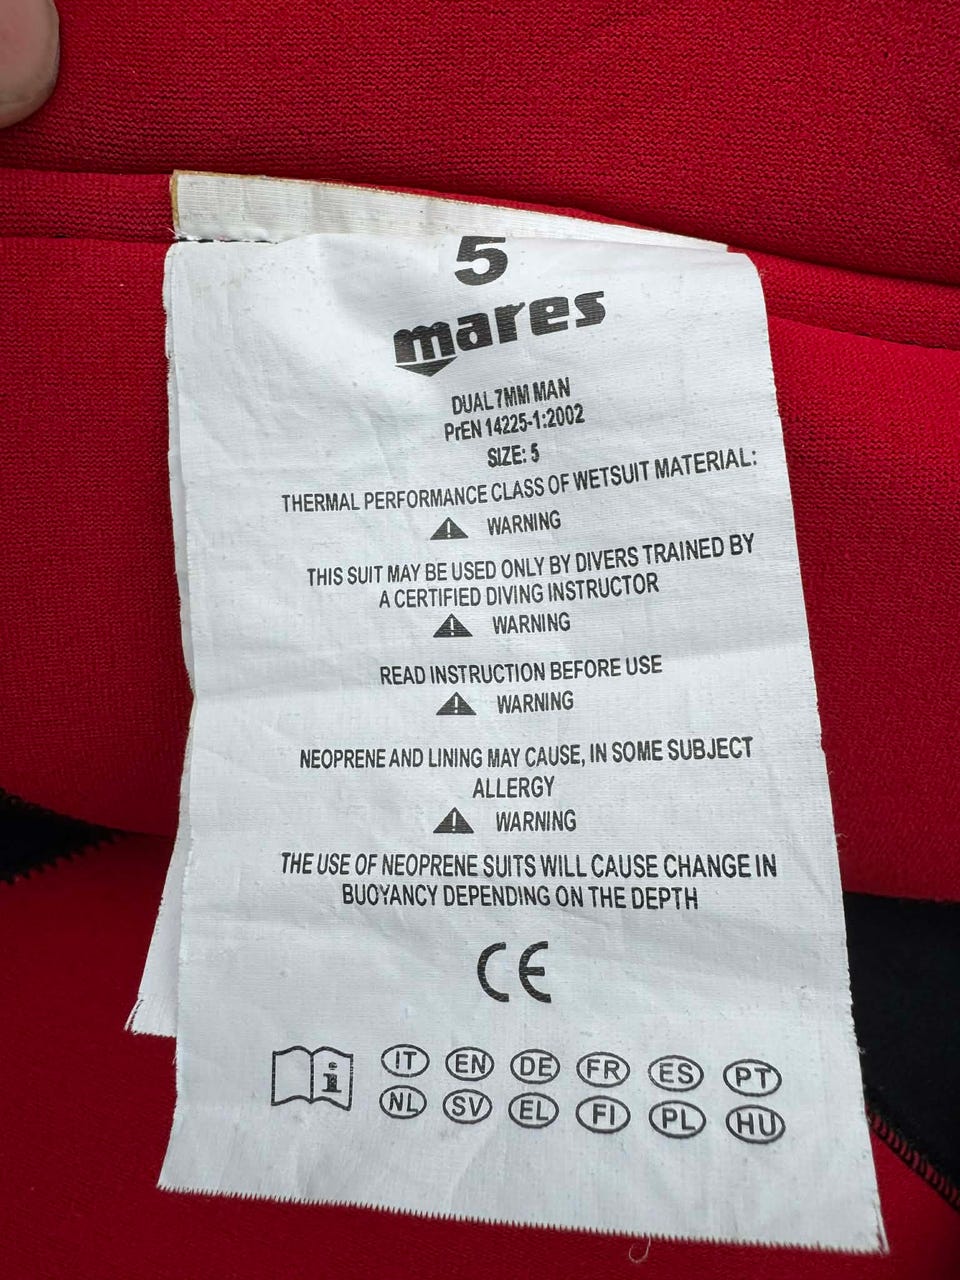 5
mares
DUAL 7MM MAN
PrEN 14225-1:2002
SIZE: 5
THERMAL PERFORMANCE CLASS OF WETSUIT MATERIAL:
WARNING
THIS SUIT MAY BE USED ONLY BY DIVERS TRAINED BY
A CERTIFIED DIVING INSTRUCTOR
WARNING
READ INSTRUCTION BEFORE USE
WARNING
NEOPRENE AND LINING MAY CAUSE, IN SOME SUBJECT
ALLERGY
WARNING
THE USE OF NEOPRENE SUITS WILL CAUSE CHANGE IN
BUOYANCY DEPENDING ON THE DEPTH
CE
i IT EN DE FR ES PT
NL SV EL FI PL HU